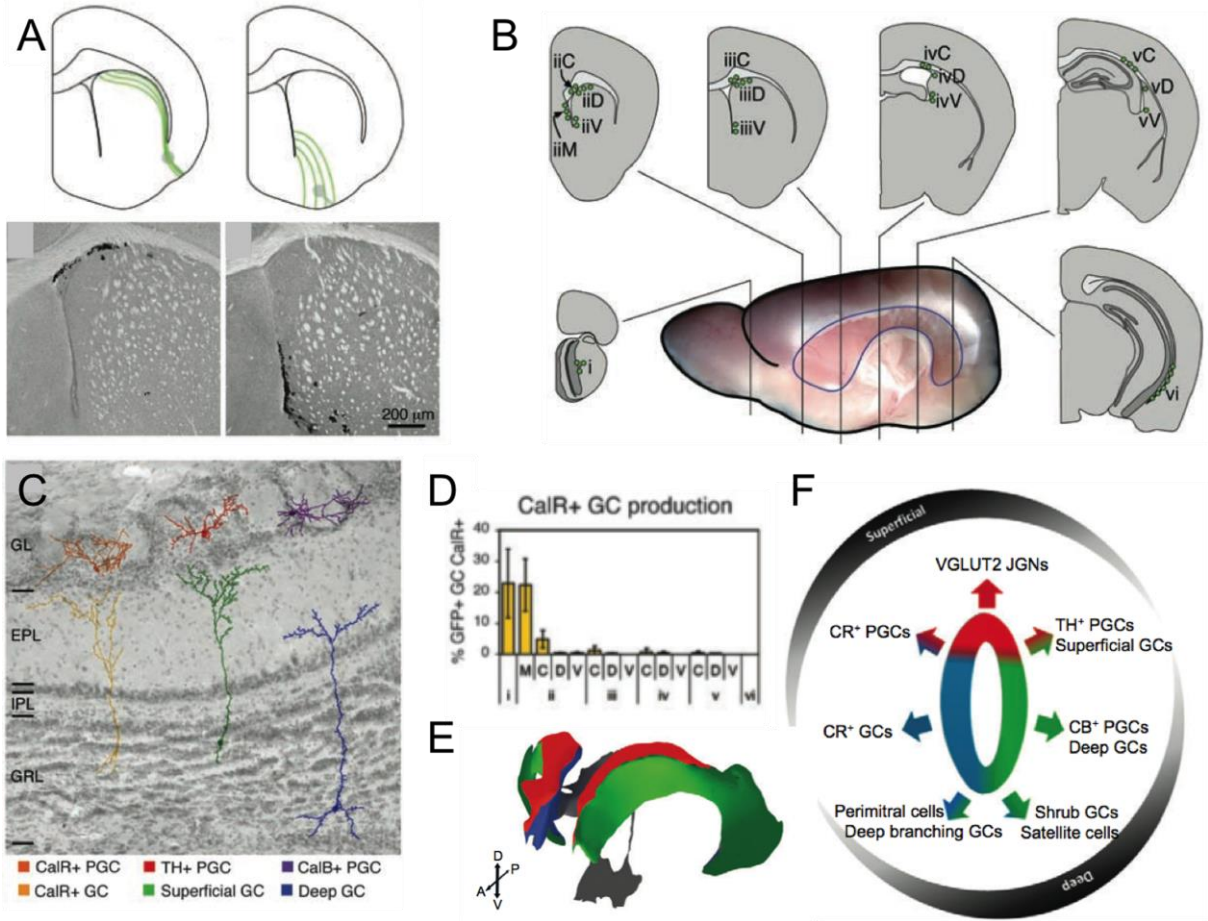 A
200 µm
B
iiC
iiD
iiV
iiM
iiiC
iiiD
iiiV
ivC
ivD
ivV
vC
vD
vV
i
vi
C
GL
EPL
IPL
GRL
CalR+ PGC
TH+ PGC
CalB+ PGC
CalR+ GC
Superficial GC
Deep GC
D
CalR+ GC production
% GFP+ GC CalR+
40
30
20
10
0
M C D V C D V C D V C D V
i ii iii iv v vi
E
D
P
A
V
F
Superficial
VGLUT2 JGNs
CR⁺ PGCs
TH⁺ PGCs
Superficial GCs
CR⁺ GCs
CB⁺ PGCs
Deep GCs
Perimitral cells
Deep branching GCs
Shrub GCs
Satellite cells
Deep